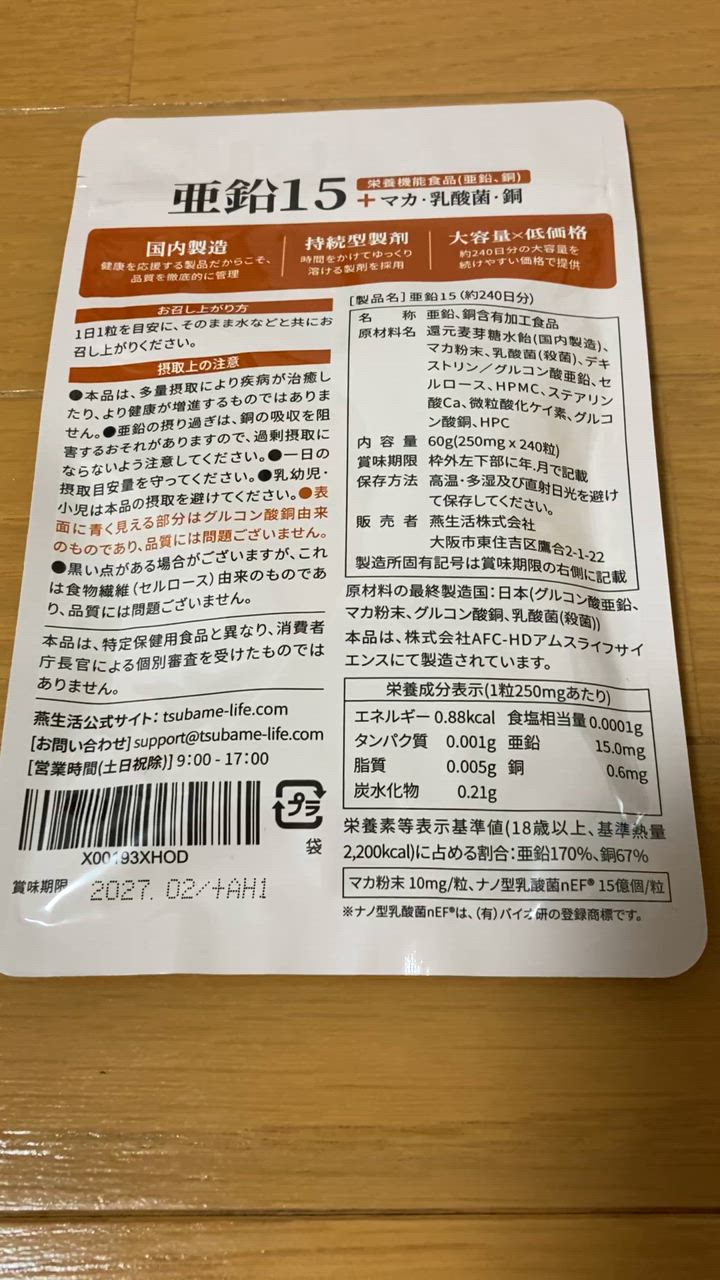 亜鉛15
栄養機能食品(亜鉛、銅)
+マカ・乳酸菌・銅
国内製造
健康を応援する製品だからこそ、
品質を徹底的に管理
持続型製剤
時間をかけてゆっくり
溶ける製剤を採用
大容量×低価格
約240日分の大容量を
続けやすい価格で提供
お召し上がり方
1日1粒を目安に、そのまま水などと共にお
召し上がりください。
摂取上の注意
●本品は、多量摂取により疾病が治癒し
たり、より健康が増進するものではありま
せん。●亜鉛の摂り過ぎは、銅の吸収を阻
害するおそれがありますので、過剰摂取に
ならないよう注意してください。●一日の
摂取目安量を守ってください。●乳幼児・
小児は本品の摂取を避けてください。●表
面に青く見える部分はグルコン酸銅由来
のものであり、品質には問題ございません。
●黒い点がある場合がございますが、これ
は食物繊維(セルロース)由来のものであ
り、品質には問題ございません。
本品は、特定保健用食品と異なり、消費者
庁長官による個別審査を受けたものでは
ありません。
燕生活公式サイト: tsubame-life.com
[お問い合わせ] support@tsubame-life.com
[営業時間(土日祝除)] 9:00 - 17:00
X00193XHOD
プラ
袋
賞味期限 2027. 02/+AH1
[製品名] 亜鉛15 (約240日分)
名 称 亜鉛、銅含有加工食品
原材料名 還元麦芽糖水飴(国内製造)、
マカ粉末、乳酸菌(殺菌)、デキ
ストリン/グルコン酸亜鉛、セ
ルロース、HPMC、ステアリン
酸Ca、微粒酸化ケイ素、グルコ
ン酸銅、HPC
内 容 量 60g(250mg x 240粒)
賞味期限 枠外左下部に年.月で記載
保存方法 高温・多湿及び直射日光を避け
て保存してください。
販 売 者 燕生活株式会社
大阪市東住吉区鷹合2-1-22
製造所固有記号は賞味期限の右側に記載
原材料の最終製造国: 日本(グルコン酸亜鉛、
マカ粉末、グルコン酸銅、乳酸菌(殺菌))
本品は、株式会社AFC-HDアムスライフサイ
エンスにて製造されています。
栄養成分表示(1粒250mgあたり)
エネルギー 0.88kcal 食塩相当量 0.0001g
タンパク質 0.001g 亜鉛 15.0mg
脂質 0.005g 銅 0.6mg
炭水化物 0.21g
栄養素等表示基準値(18歳以上、基準熱量
2,200kcal)に占める割合: 亜鉛170%、銅67%
マカ粉末 10mg/粒、ナノ型乳酸菌nEF® 15億個/粒
※ナノ型乳酸菌nEF®は、(有)バイオ研の登録商標です。